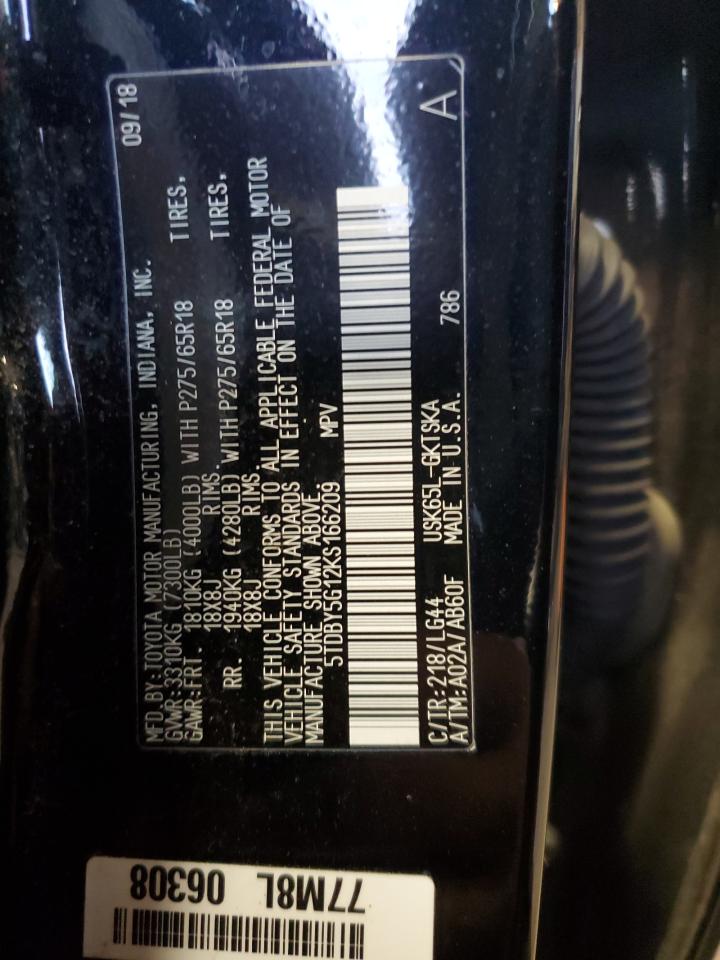 09/18
MFD.BY:TOYOTA MOTOR MANUFACTURING, INDIANA, INC.
GVWR:3310KG (7300LB)
GAWR:FRT. 1810KG (4000LB) WITH P275/65R18 TIRES,
18X8J RIMS.
RR. 1940KG (4280LB) WITH P275/65R18 TIRES,
18X8J RIMS
THIS VEHICLE CONFORMS TO ALL APPLICABLE FEDERAL MOTOR
VEHICLE SAFETY STANDARDS IN EFFECT ON THE DATE OF
MANUFACTURE SHOWN ABOVE.
5TDBY5G12KS166209 MPV
C/TR:218/LG44 USK65L-GKTSKA
A/TM:A02A/AB60F MADE IN U.S.A. 786 A
77M8L
06308